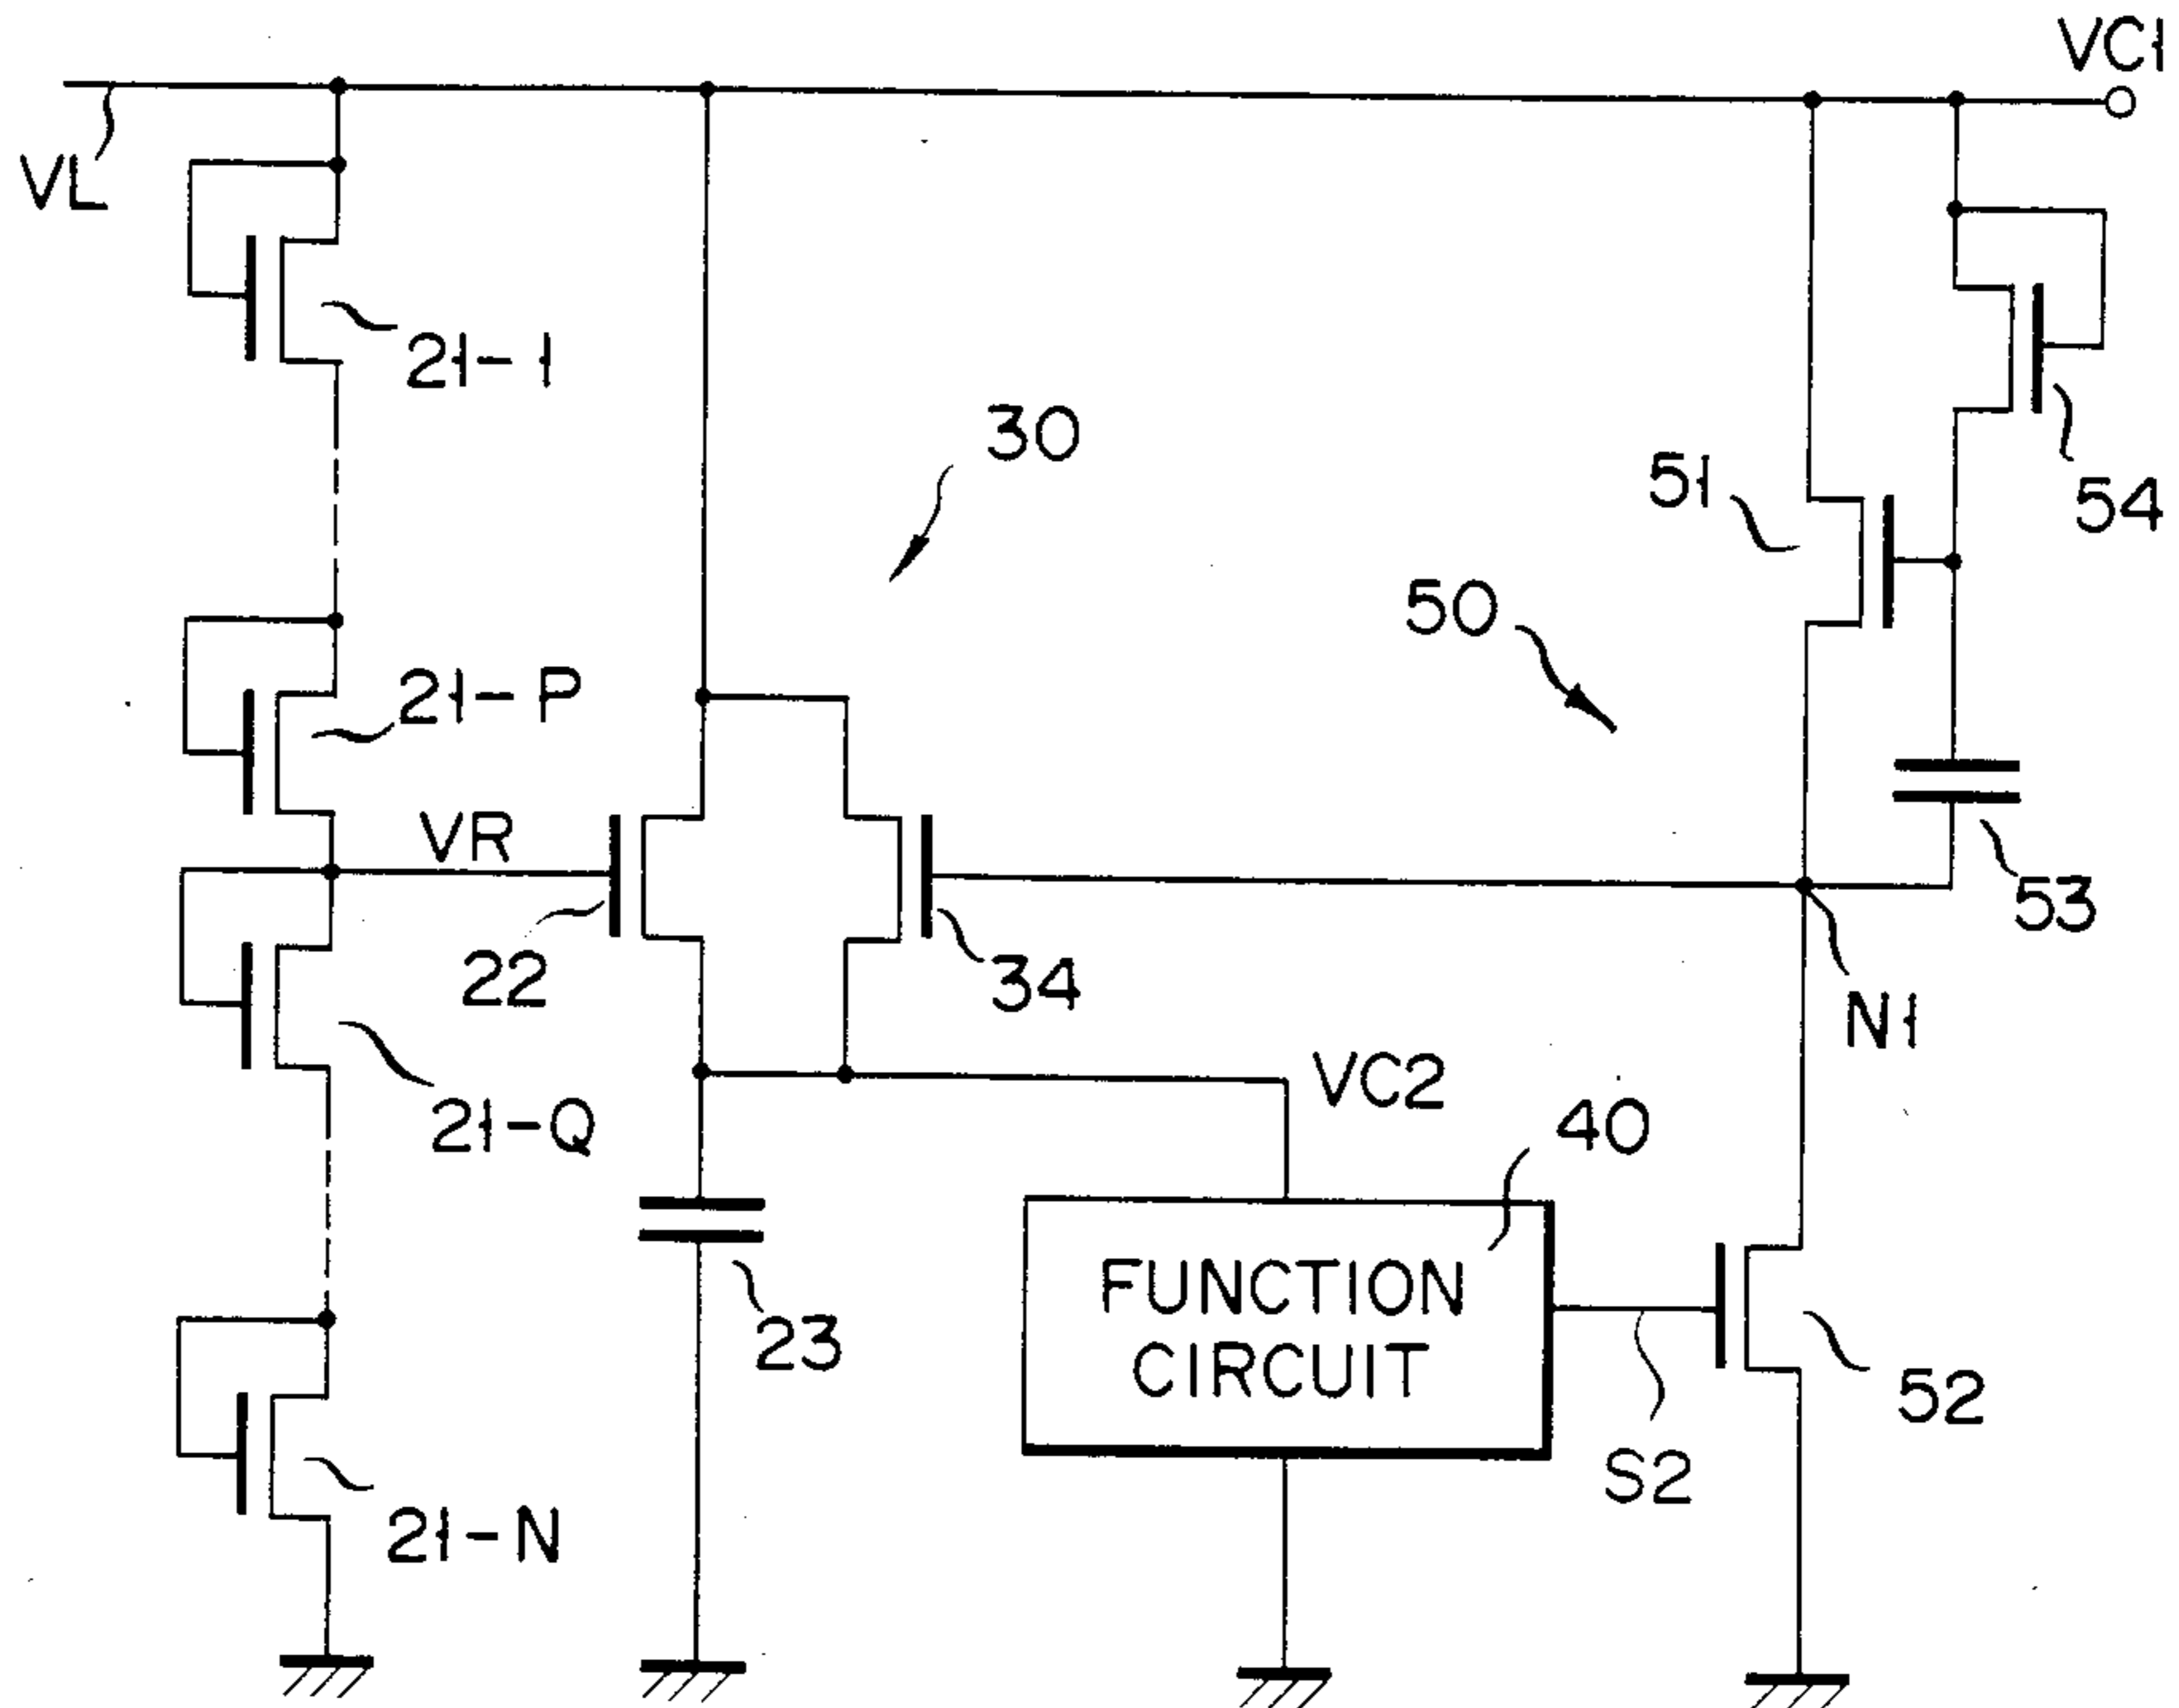 VC1
VL
21-1
30
51
54
50
21-P
VR
53
22
34
N1
VC2
21-Q
40
FUNCTION
CIRCUIT
23
52
S2
21-N